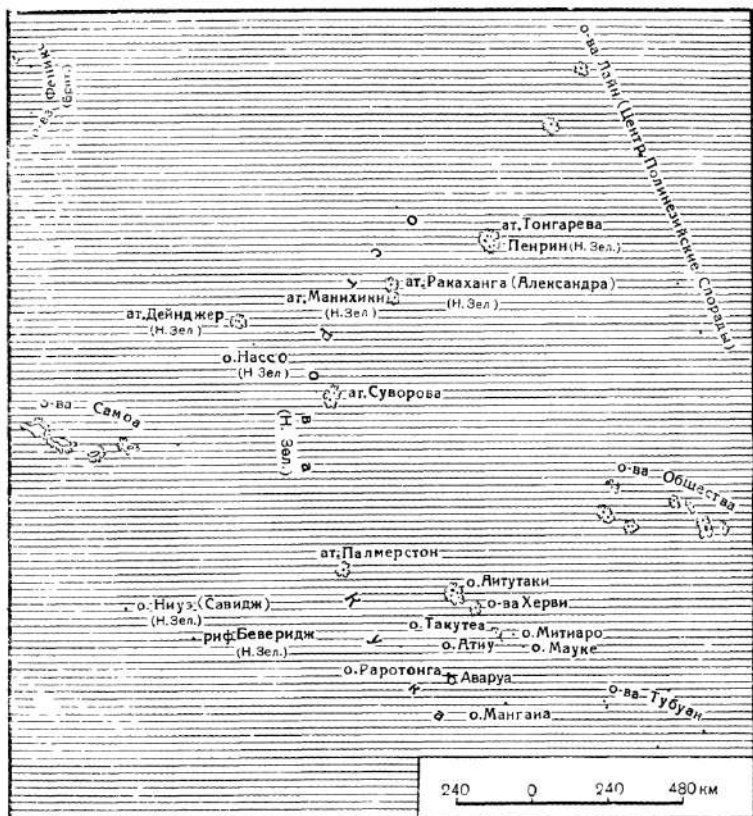 о-ва Феникс
(Брит.)
о-ва Лайн (Центр. Полинезийские Спорады)
ат. Тонгарева
Пенрин (Н. Зел.)
ат. Ракаханга (Александра)
(Н. Зел.)
ат. Манихики
(Н. Зел.)
ат. Дейнджер
(Н. Зел.)
о. Нассо
(Н Зел.)
ат. Суворова
о-ва Самоа
Острова Кука
(Н. Зел.)
о-ва Общества
ат. Палмерстон
о. Аитутаки
о-ва Херви
о. Ниуэ (Савидж)
(Н. Зел.)
о. Такутеа
о. Митиаро
риф Беверидж
(Н. Зел.)
о. Атиу
о. Мауке
о. Раротонга
Аваруа
о. Мангаиа
о-ва Тубуаи
240 0 240 480 км